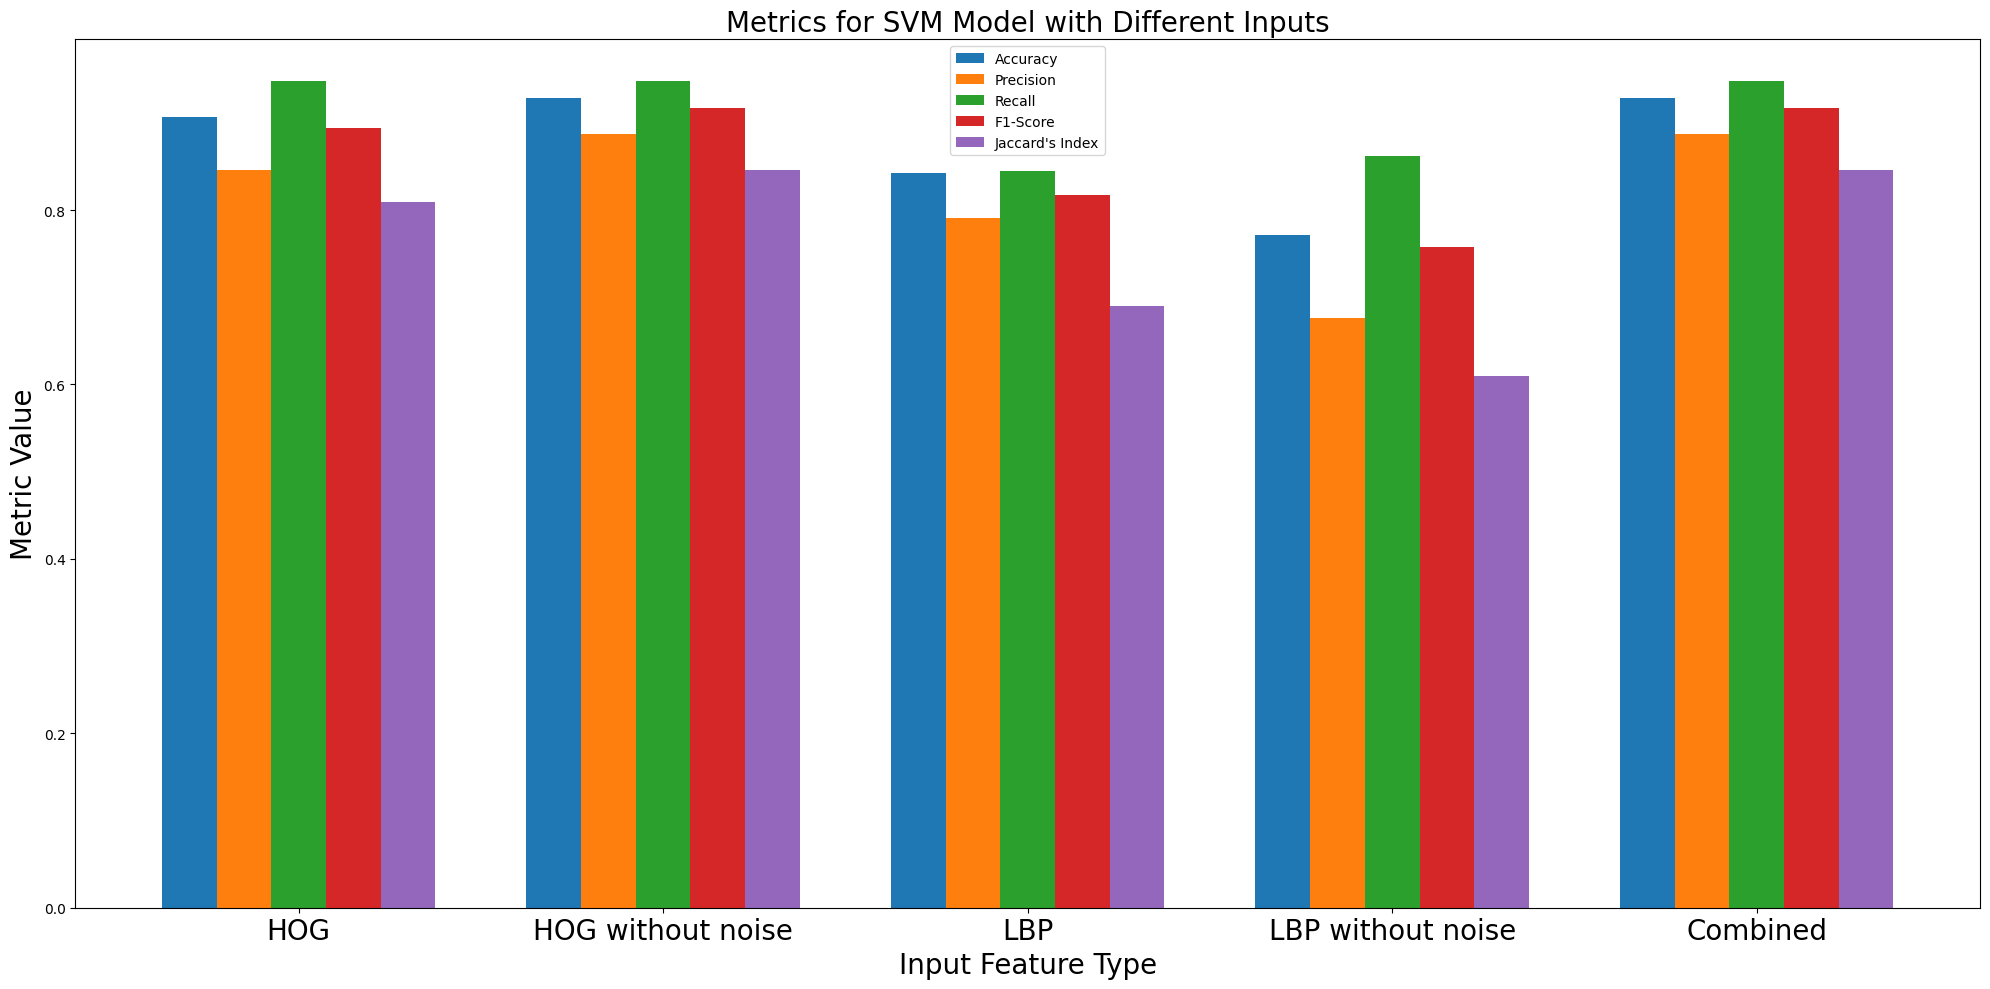 Metrics for SVM Model with Different Inputs
Accuracy
Precision
Recall
F1-Score
Jaccard's Index
Metric Value
0.8
0.6
0.4
0.2
0.0
HOG
HOG without noise
LBP
LBP without noise
Combined
Input Feature Type